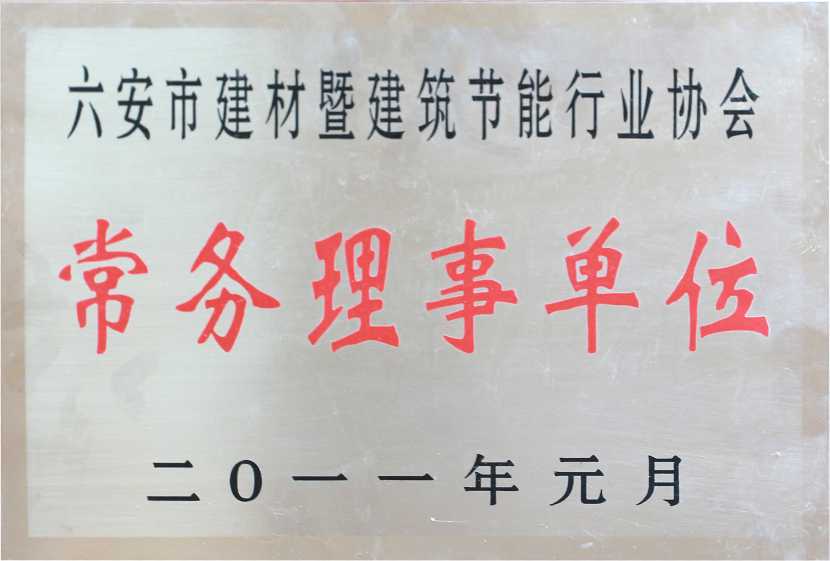 六安市建材暨建筑节能行业协会
常务理事单位
二O一一年元月